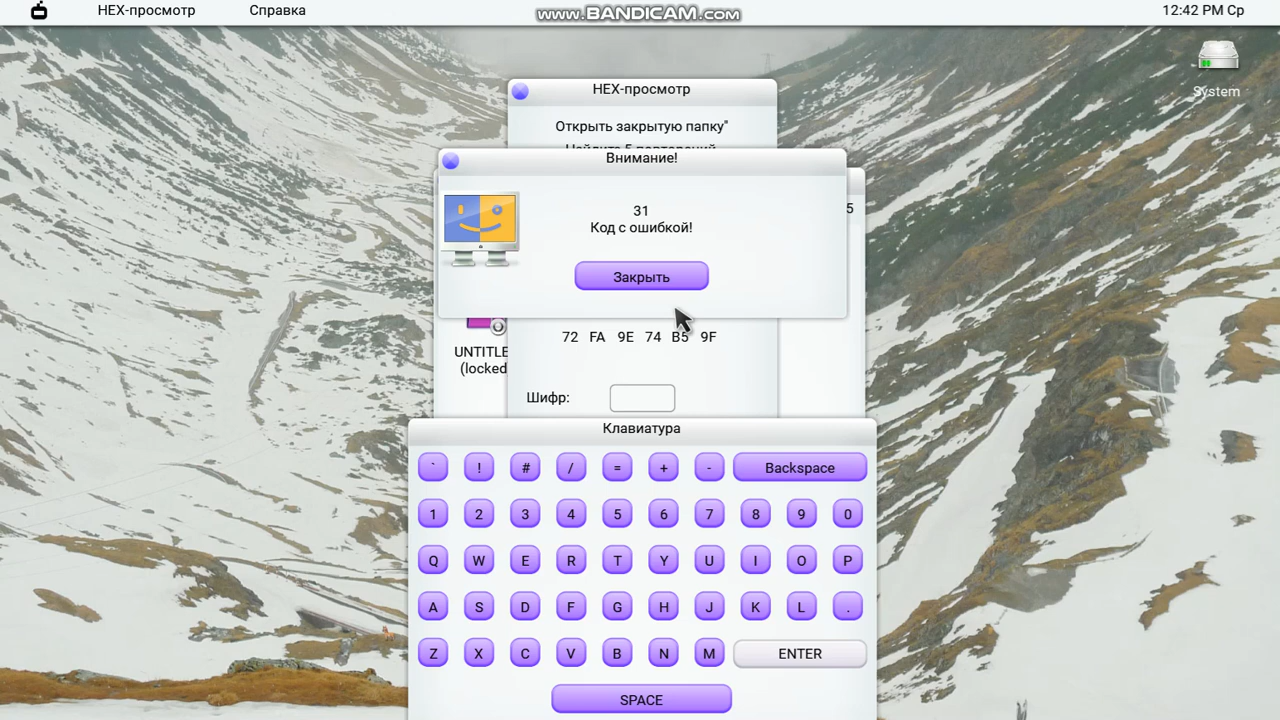 HEX-просмотр Справка www.BANDICAM.com 12:42 PM Ср
System
HEX-просмотр
Открыть закрытую папку"
Внимание!
31
Код с ошибкой!
5
Закрыть
72 FA 9E 74 B5 9F
UNTITLE
(locked
Шифр:
Клавиатура
` ! # / = + - Backspace
1 2 3 4 5 6 7 8 9 0
Q W E R T Y U I O P
A S D F G H J K L .
Z X C V B N M ENTER
SPACE